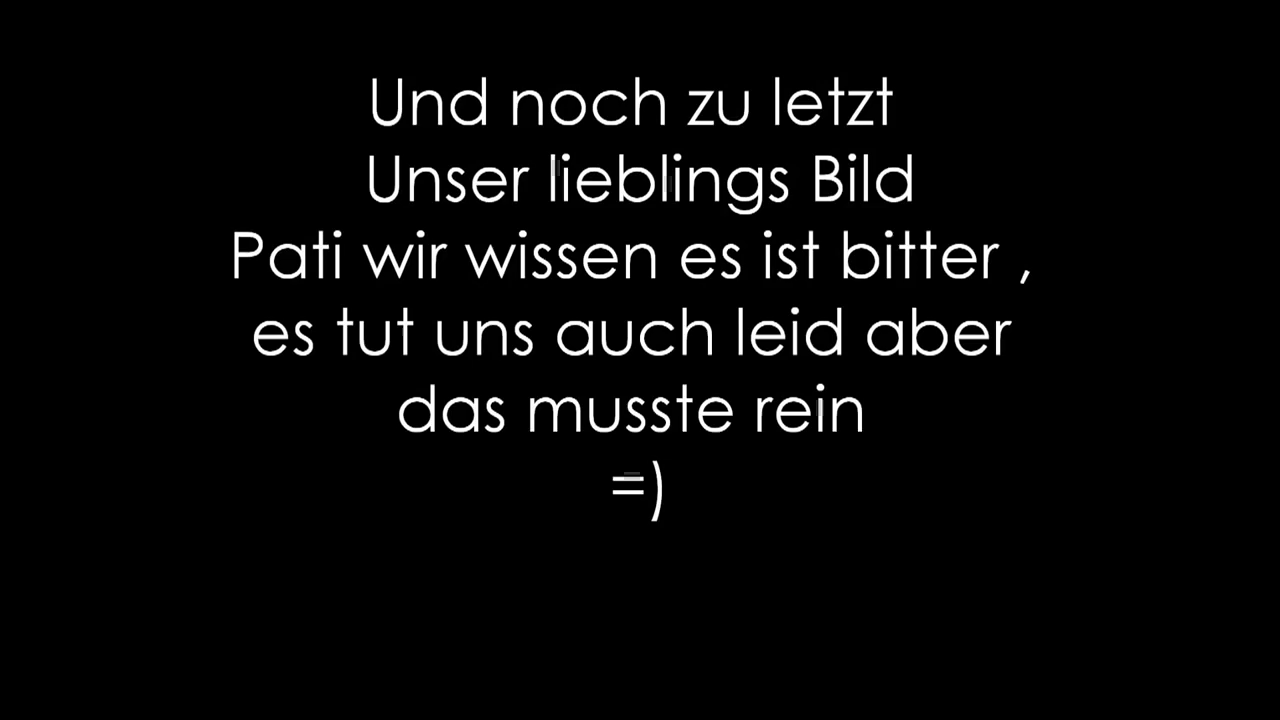 Und noch zu letzt
Unser lieblings Bild
Pati wir wissen es ist bitter ,
es tut uns auch leid aber
das musste rein
=)